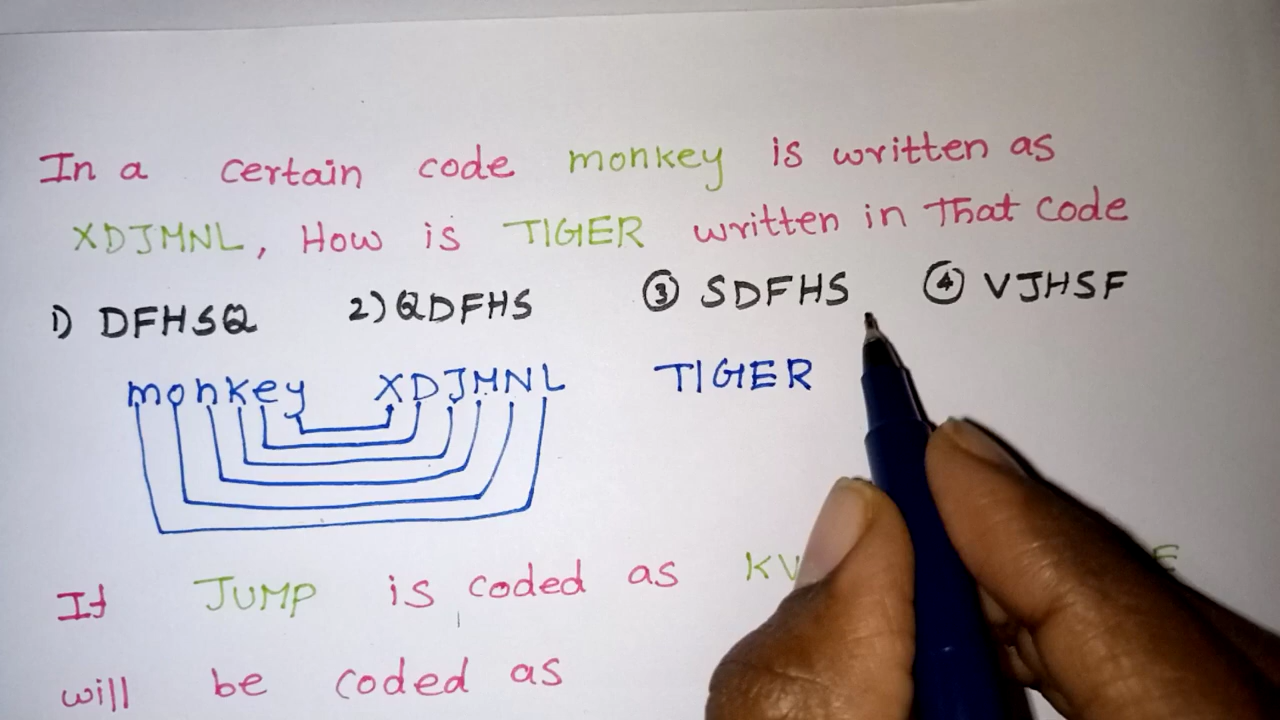 In a certain code monkey is written as
XDJMNL, How is TIGER written in That Code
1) DFHSQ 2) QDFHS ③ SDFHS ④ VJHSF
monkey XDJMNL TIGER
If JUMP is coded as
will be coded as